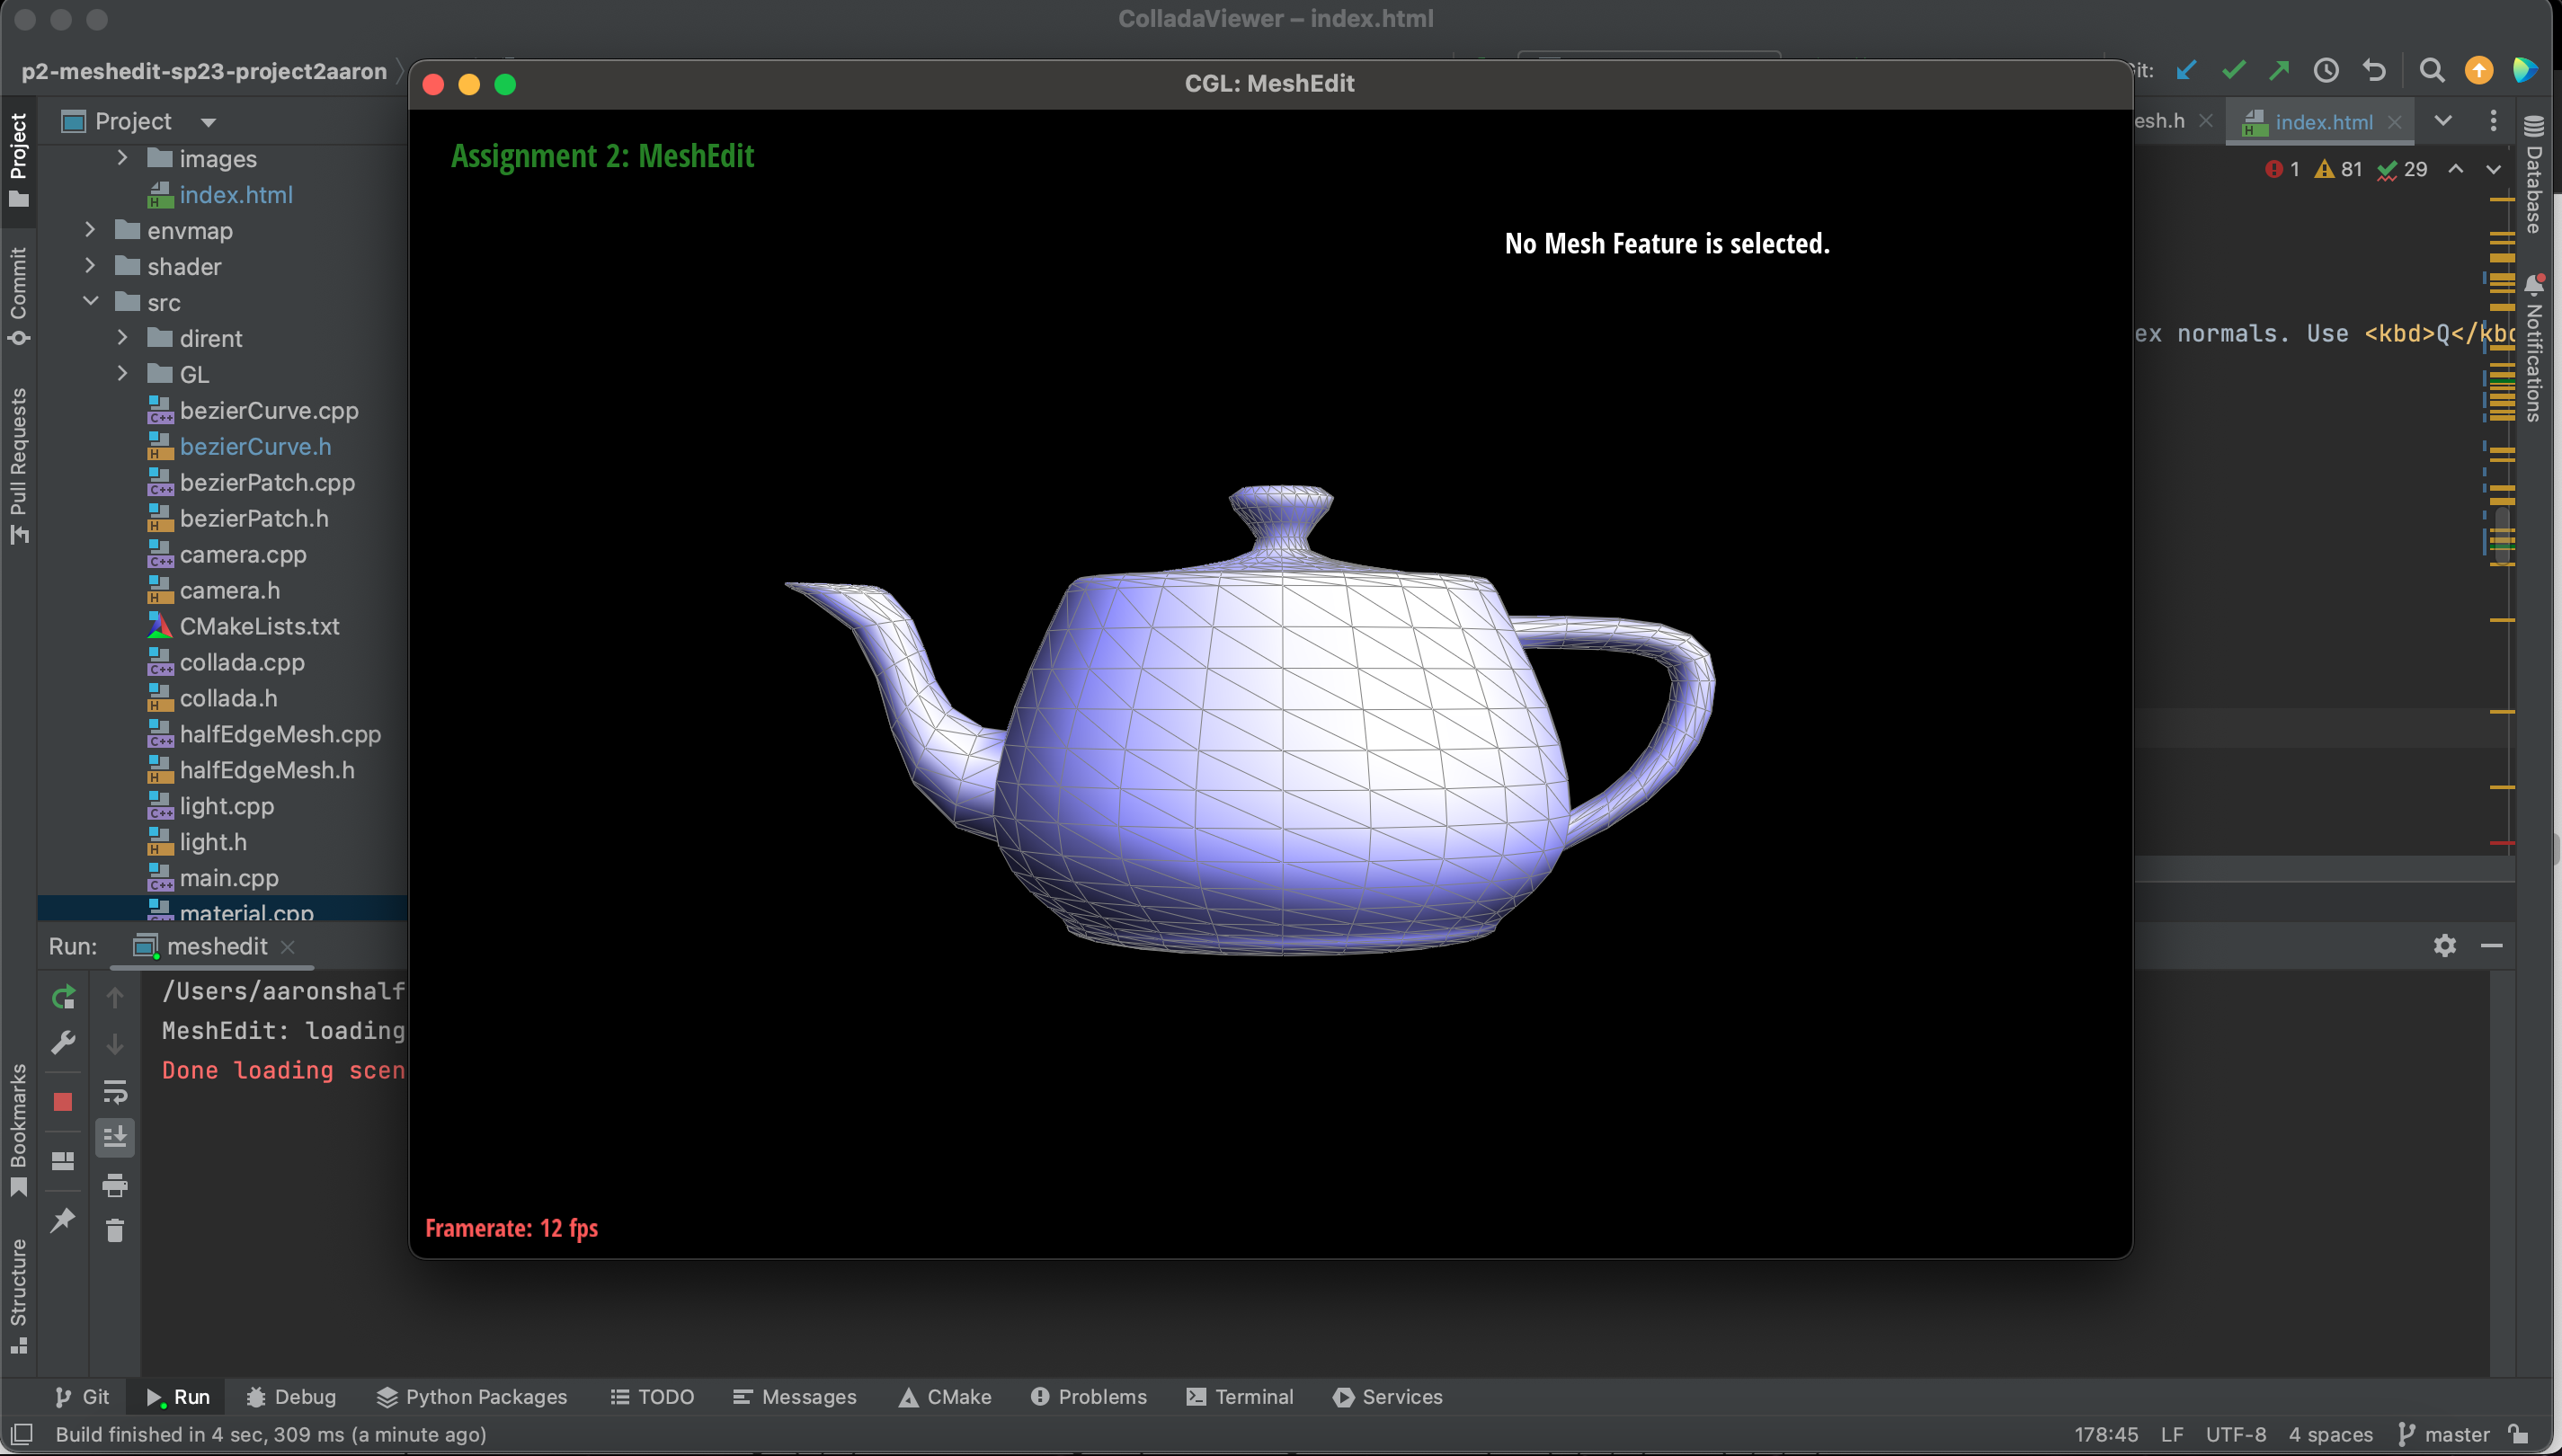 ColladaViewer – index.html
p2-meshedit-sp23-project2aaron
Git:
CGL: MeshEdit
Project
esh.h
index.html
1 81 29
Assignment 2: MeshEdit
No Mesh Feature is selected.
images
index.html
envmap
shader
src
dirent
GL
bezierCurve.cpp
bezierCurve.h
bezierPatch.cpp
bezierPatch.h
camera.cpp
camera.h
CMakeLists.txt
collada.cpp
collada.h
halfEdgeMesh.cpp
halfEdgeMesh.h
light.cpp
light.h
main.cpp
material.cpp
ex normals. Use <kbd>Q</kbd
Project
Commit
Pull Requests
Bookmarks
Structure
Database
Notifications
Run: meshedit
/Users/aaronshalf
MeshEdit: loading
Done loading scen
Framerate: 12 fps
Git Run Debug Python Packages TODO Messages CMake Problems Terminal Services
Build finished in 4 sec, 309 ms (a minute ago)
178:45 LF UTF-8 4 spaces master